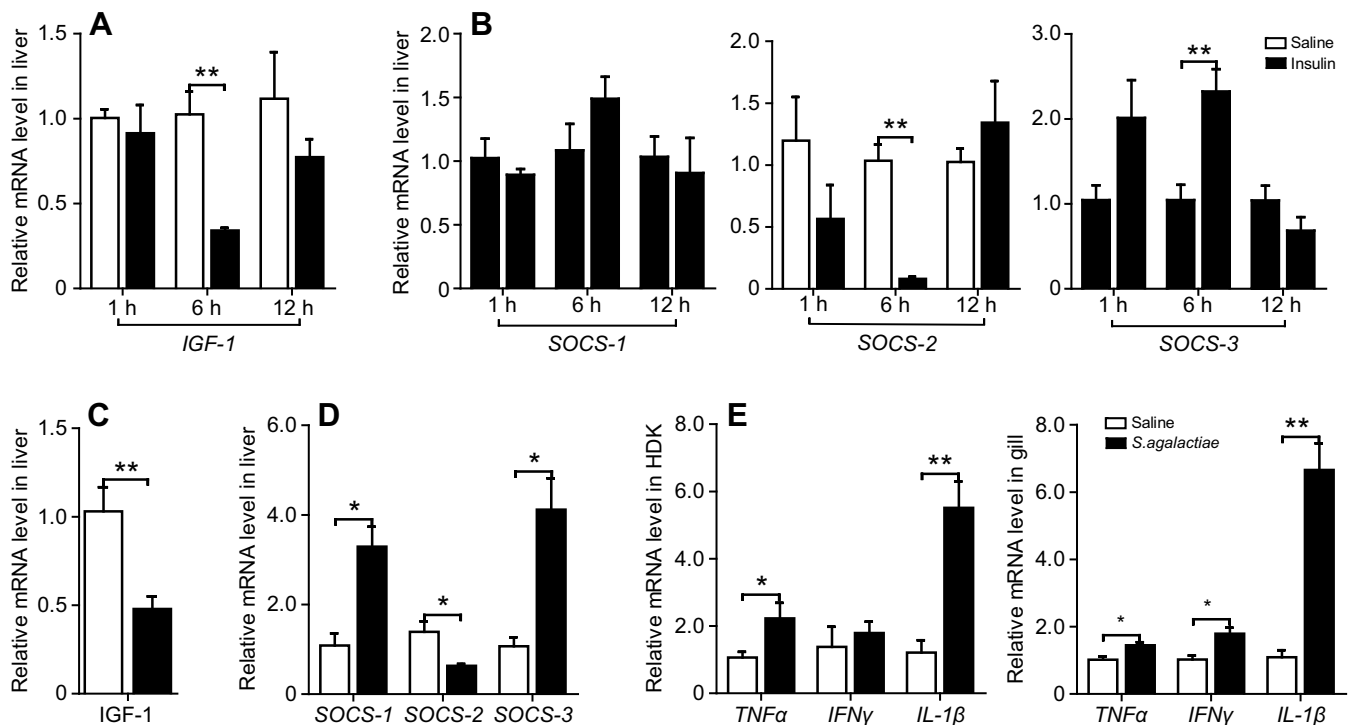 A
Relative mRNA level in liver
1.5
1.0
0.5
0
**
1 h 6 h 12 h
IGF-1
B
Relative mRNA level in liver
2.0
1.5
1.0
0.5
0
1 h 6 h 12 h
SOCS-1
2.0
1.5
1.0
0.5
0
**
1 h 6 h 12 h
SOCS-2
3.0
2.0
1.0
0
**
Saline
Insulin
1 h 6 h 12 h
SOCS-3
C
Relative mRNA level in liver
1.5
1.0
0.5
0
**
IGF-1
D
Relative mRNA level in liver
6.0
4.0
2.0
0
*
*
*
SOCS-1 SOCS-2 SOCS-3
E
Relative mRNA level in HDK
8.0
6.0
4.0
2.0
0
*
**
TNFα IFNγ IL-1β
Relative mRNA level in gill
8.0
6.0
4.0
2.0
0
Saline
S.agalactiae
*
*
**
TNFα IFNγ IL-1β